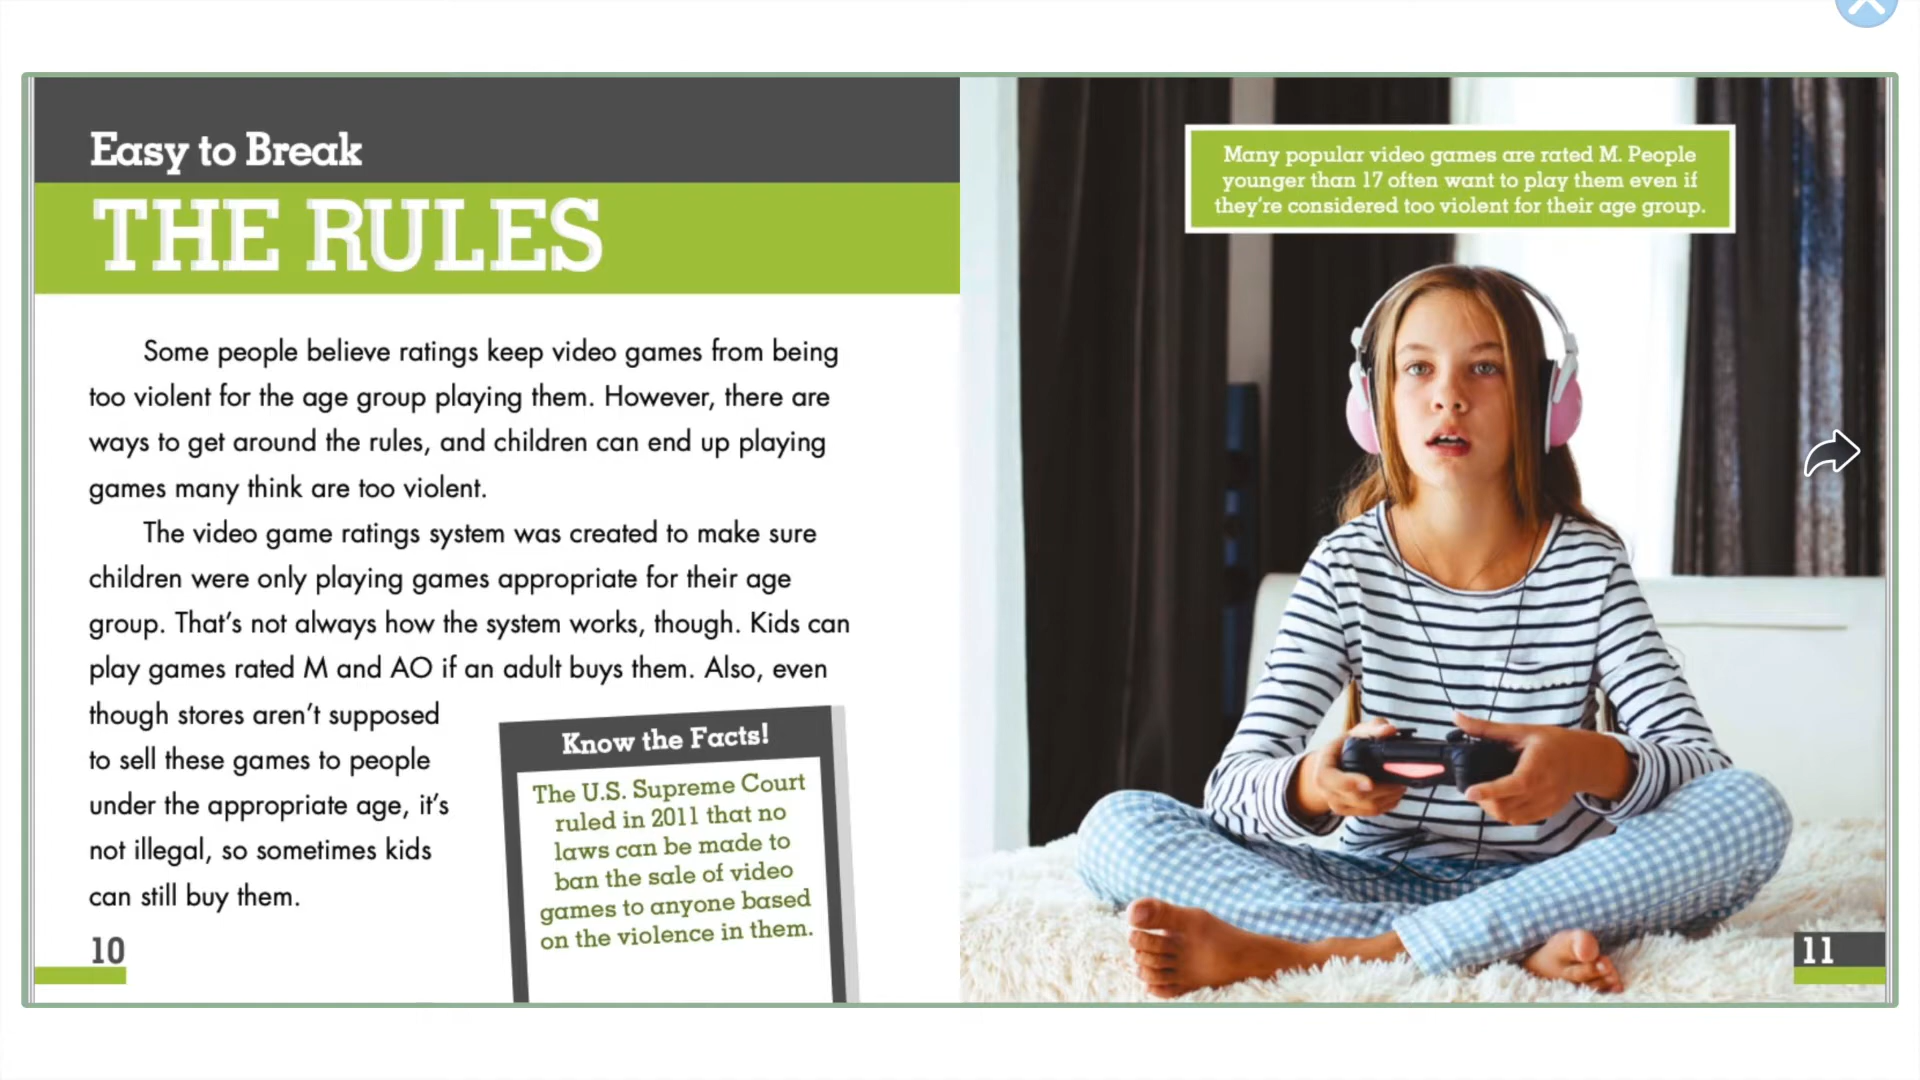 Easy to Break
THE RULES
Some people believe ratings keep video games from being
too violent for the age group playing them. However, there are
ways to get around the rules, and children can end up playing
games many think are too violent.
The video game ratings system was created to make sure
children were only playing games appropriate for their age
group. That's not always how the system works, though. Kids can
play games rated M and AO if an adult buys them. Also, even
though stores aren't supposed
to sell these games to people
under the appropriate age, it's
not illegal, so sometimes kids
can still buy them.
Know the Facts!
The U.S. Supreme Court
ruled in 2011 that no
laws can be made to
ban the sale of video
games to anyone based
on the violence in them.
10
Many popular video games are rated M. People
younger than 17 often want to play them even if
they're considered too violent for their age group.
11